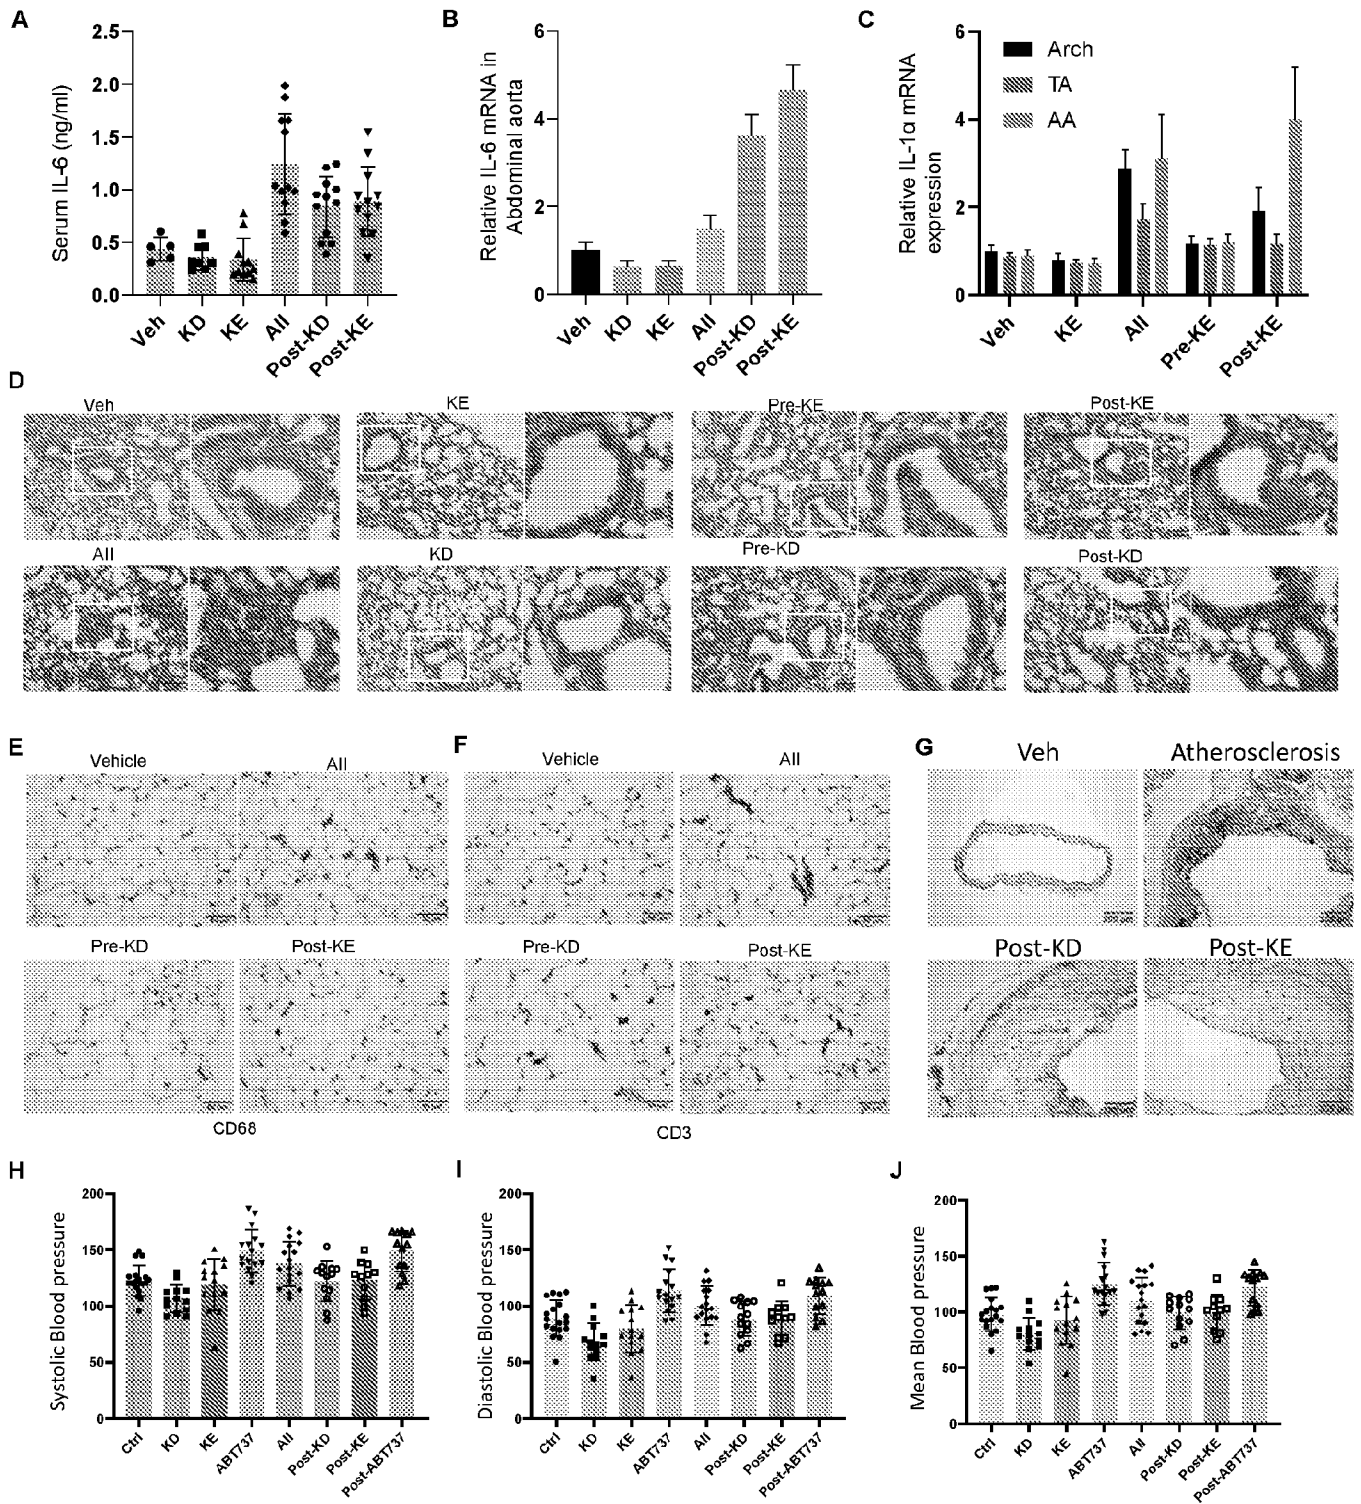 A
Serum IL-6 (ng/ml)
2.5
2.0
1.5
1.0
0.5
0.0
Veh
KD
KE
AII
Post-KD
Post-KE
B
Relative IL-6 mRNA in
Abdominal aorta
6
4
2
0
Veh
KD
KE
AII
Post-KD
Post-KE
C
Relative IL-1α mRNA
expression
6
4
2
0
Arch
TA
AA
Veh
KE
AII
Pre-KE
Post-KE
D
Veh
KE
Pre-KE
Post-KE
AII
KD
Pre-KD
Post-KD
E
Vehicle
AII
Pre-KD
Post-KE
CD68
F
Vehicle
AII
Pre-KD
Post-KE
CD3
G
Veh
Atherosclerosis
Post-KD
Post-KE
H
Systolic Blood pressure
200
150
100
50
0
Ctrl
KD
KE
ABT737
AII
Post-KD
Post-KE
Post-ABT737
I
Diastolic Blood pressure
200
150
100
50
0
Ctrl
KD
KE
ABT737
AII
Post-KD
Post-KE
Post-ABT737
J
Mean Blood pressure
200
150
100
50
0
Ctrl
KD
KE
ABT737
AII
Post-KD
Post-KE
Post-ABT737